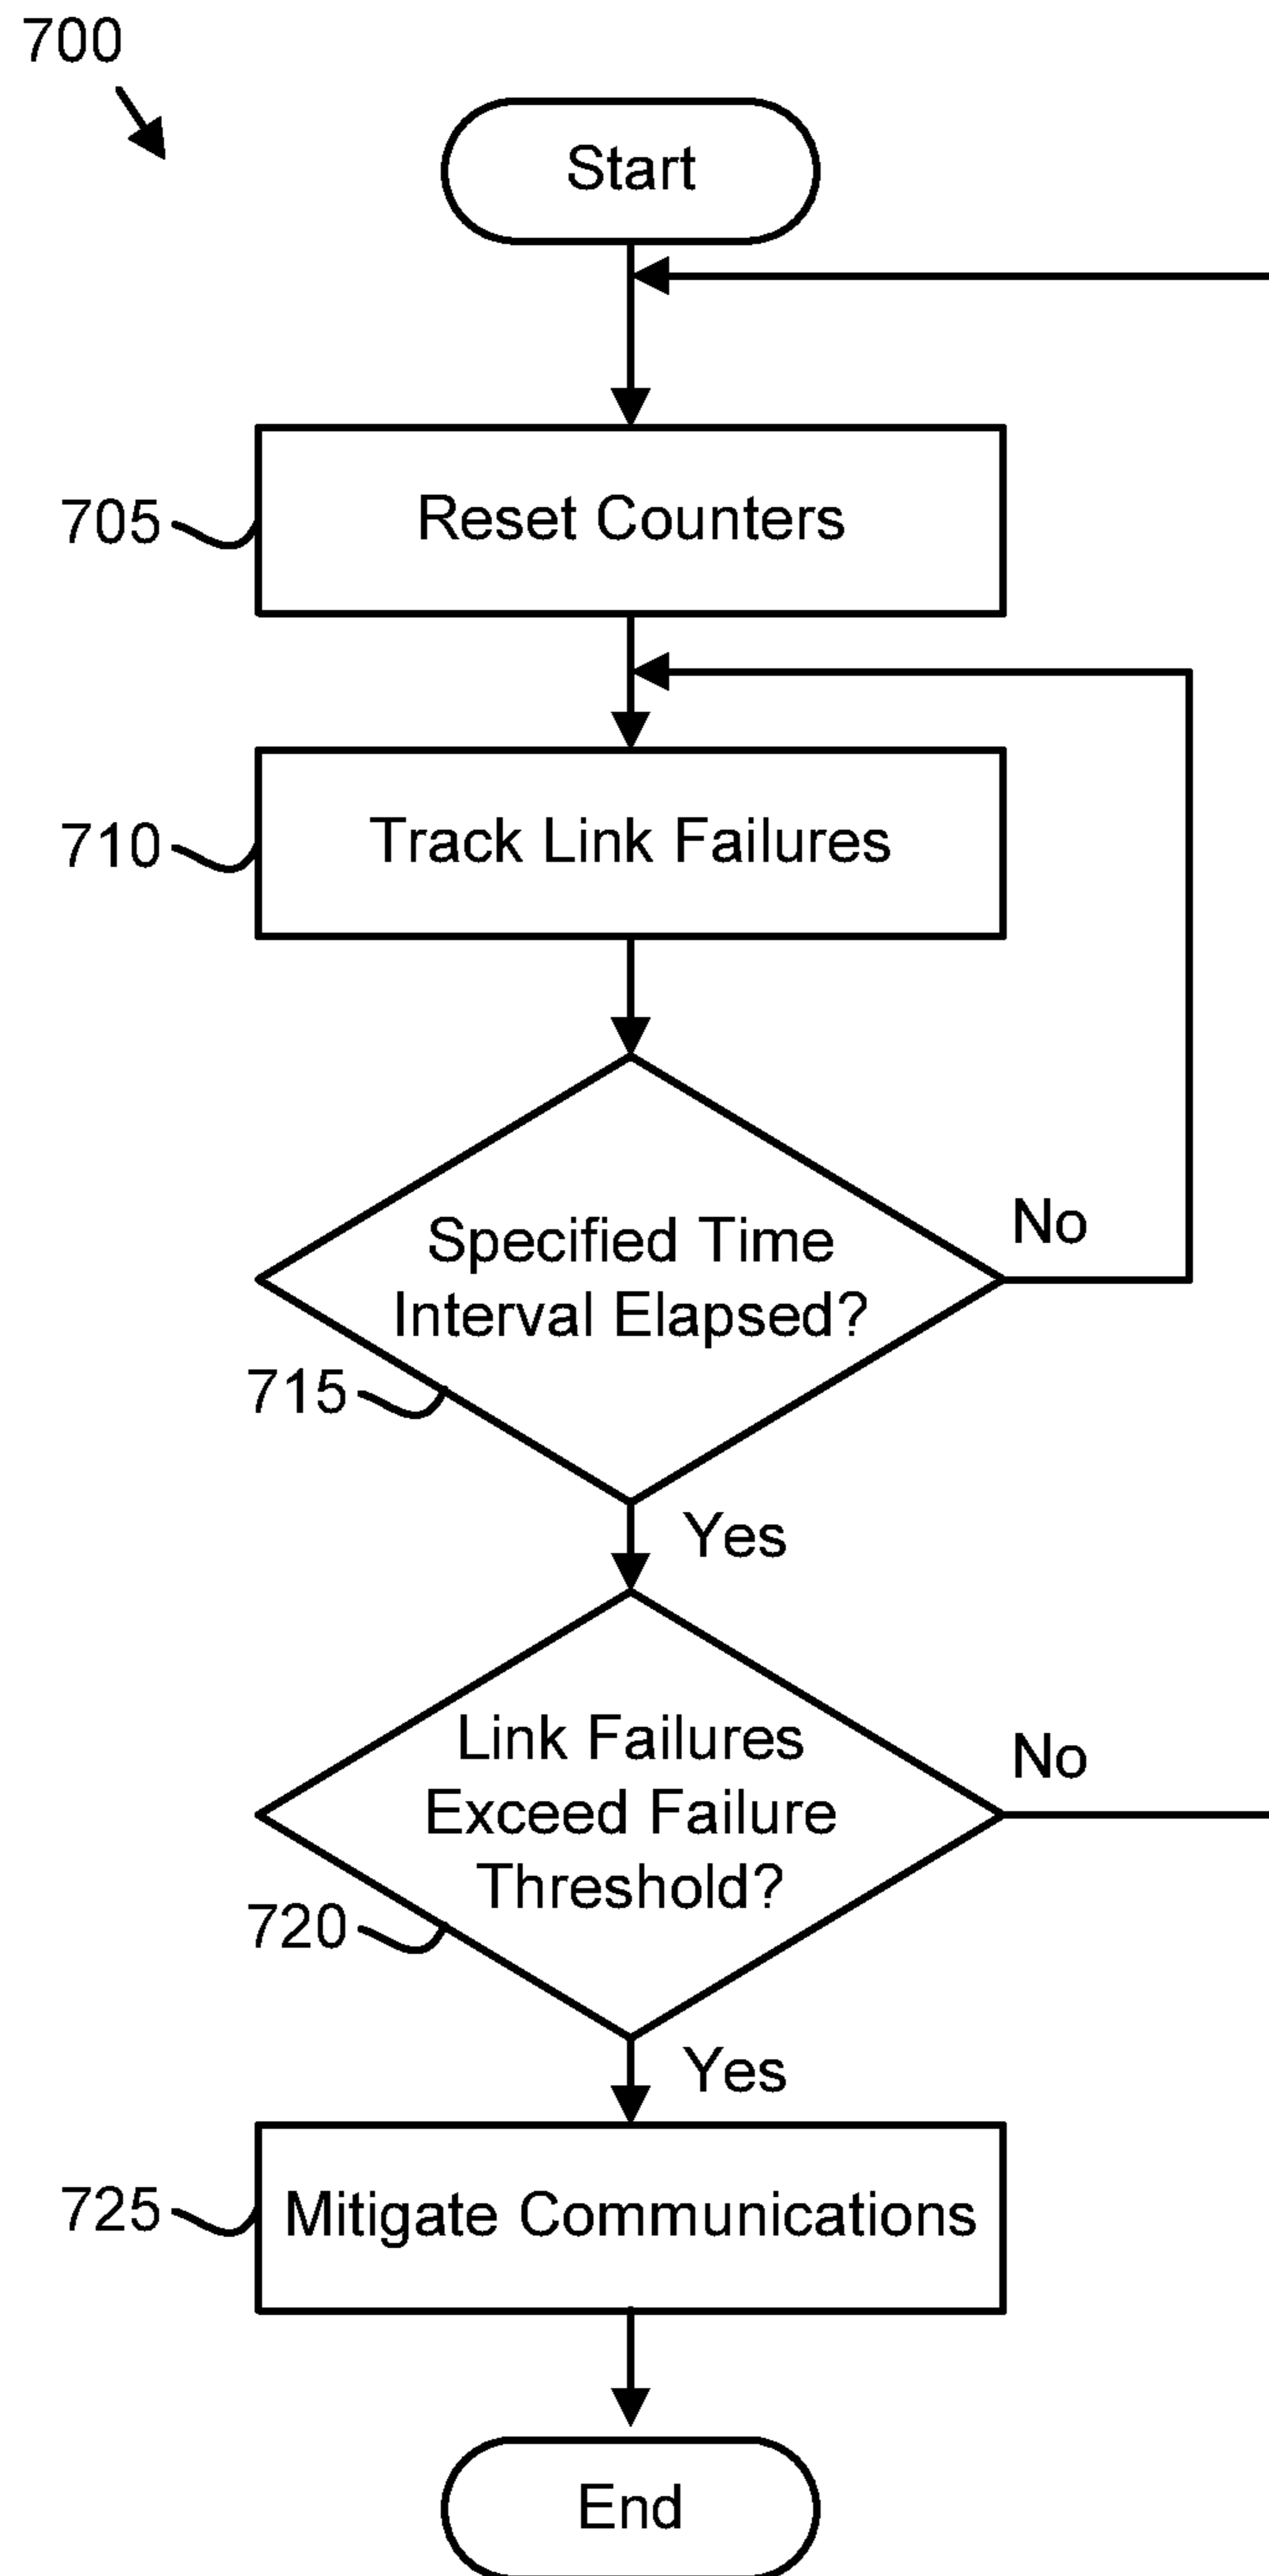 700
Start
705
Reset Counters
710
Track Link Failures
Specified Time
Interval Elapsed?
No
715
Yes
Link Failures
Exceed Failure
Threshold?
No
720
Yes
725
Mitigate Communications
End